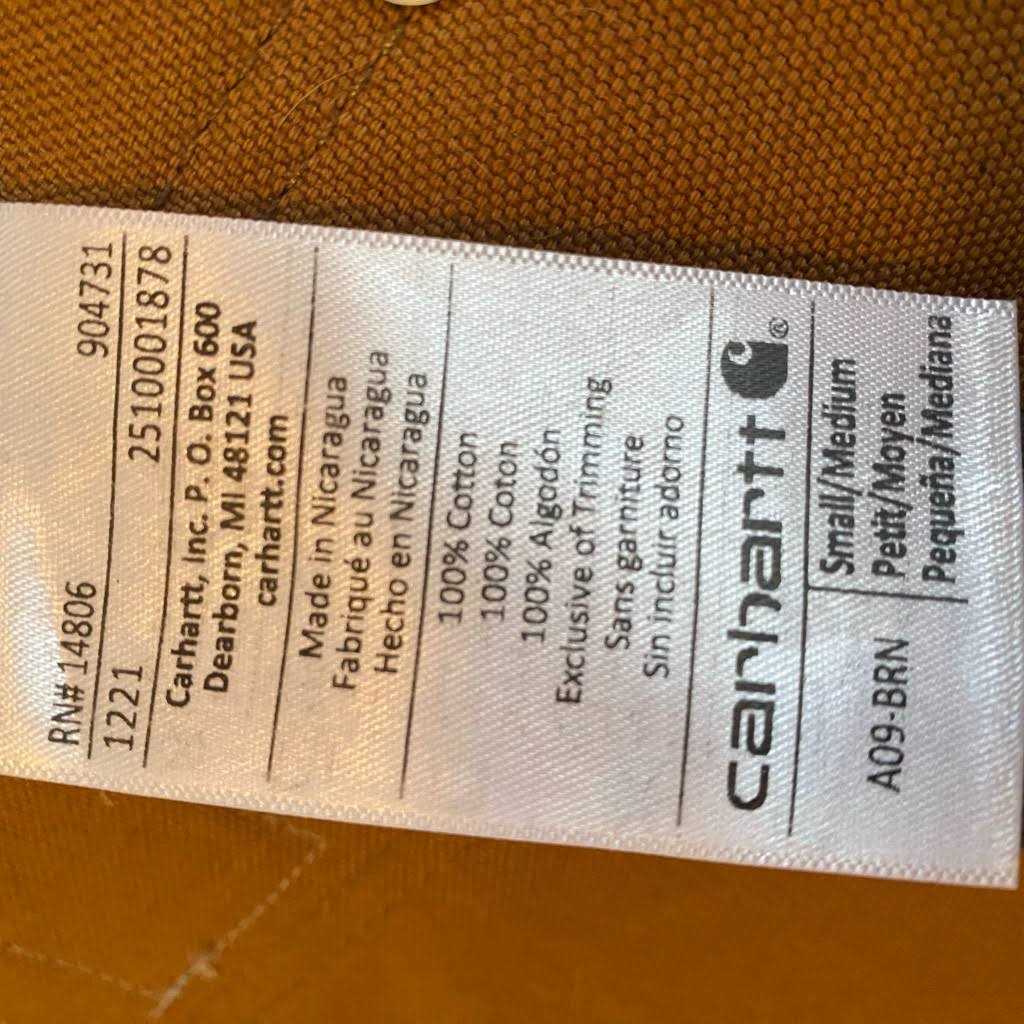 RN# 14806 904731
1221 2510001878
Carhartt, Inc. P. O. Box 600
Dearborn, MI 48121 USA
carhartt.com
Made in Nicaragua
Fabriqué au Nicaragua
Hecho en Nicaragua
100% Cotton
100% Coton
100% Algodón
Exclusive of Trimming
Sans garniture
Sin incluir adorno
carhartt®
A09-BRN Small/Medium
Petit/Moyen
Pequeña/Mediana